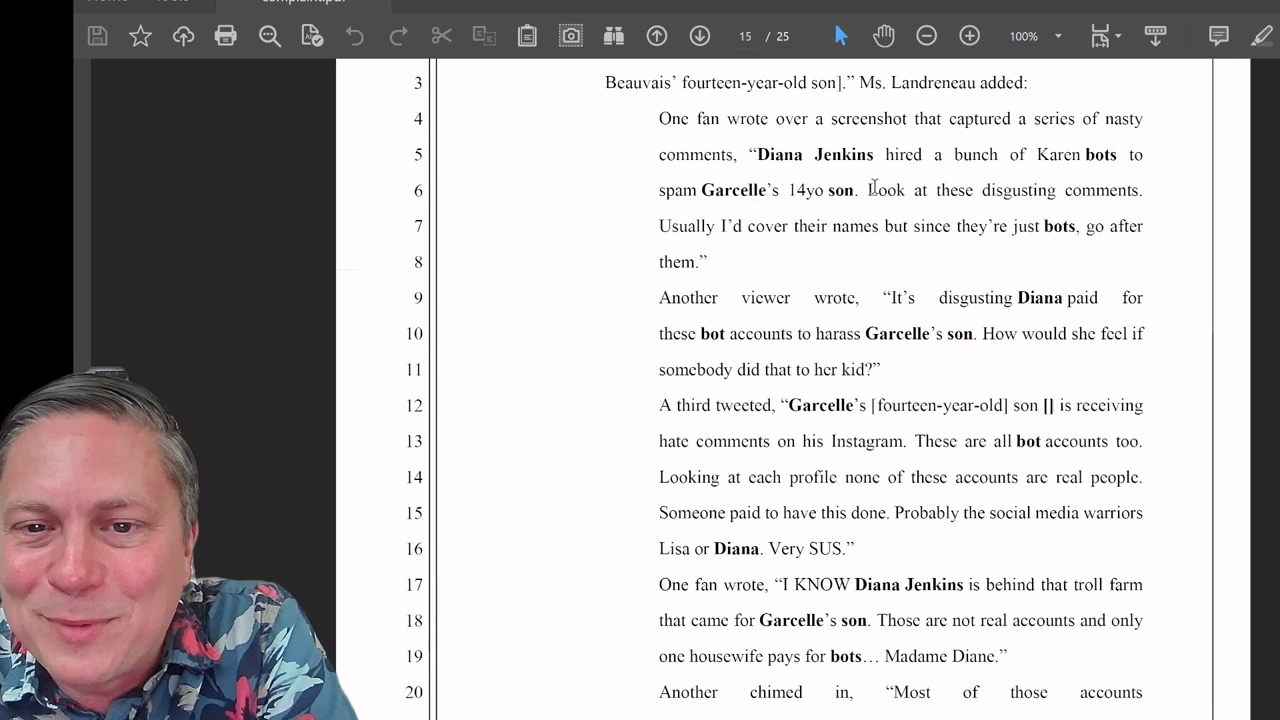 complaint.pdf
15 / 25
100%
3 Beauvais’ fourteen-year-old son].” Ms. Landreneau added:
4 One fan wrote over a screenshot that captured a series of nasty
5 comments, “Diana Jenkins hired a bunch of Karen bots to
6 spam Garcelle’s 14yo son. Look at these disgusting comments.
7 Usually I’d cover their names but since they’re just bots, go after
8 them.”
9 Another viewer wrote, “It’s disgusting Diana paid for
10 these bot accounts to harass Garcelle’s son. How would she feel if
11 somebody did that to her kid?”
12 A third tweeted, “Garcelle’s [fourteen-year-old] son [] is receiving
13 hate comments on his Instagram. These are all bot accounts too.
14 Looking at each profile none of these accounts are real people.
15 Someone paid to have this done. Probably the social media warriors
16 Lisa or Diana. Very SUS.”
17 One fan wrote, “I KNOW Diana Jenkins is behind that troll farm
18 that came for Garcelle’s son. Those are not real accounts and only
19 one housewife pays for bots… Madame Diane.”
20 Another chimed in, “Most of those accounts